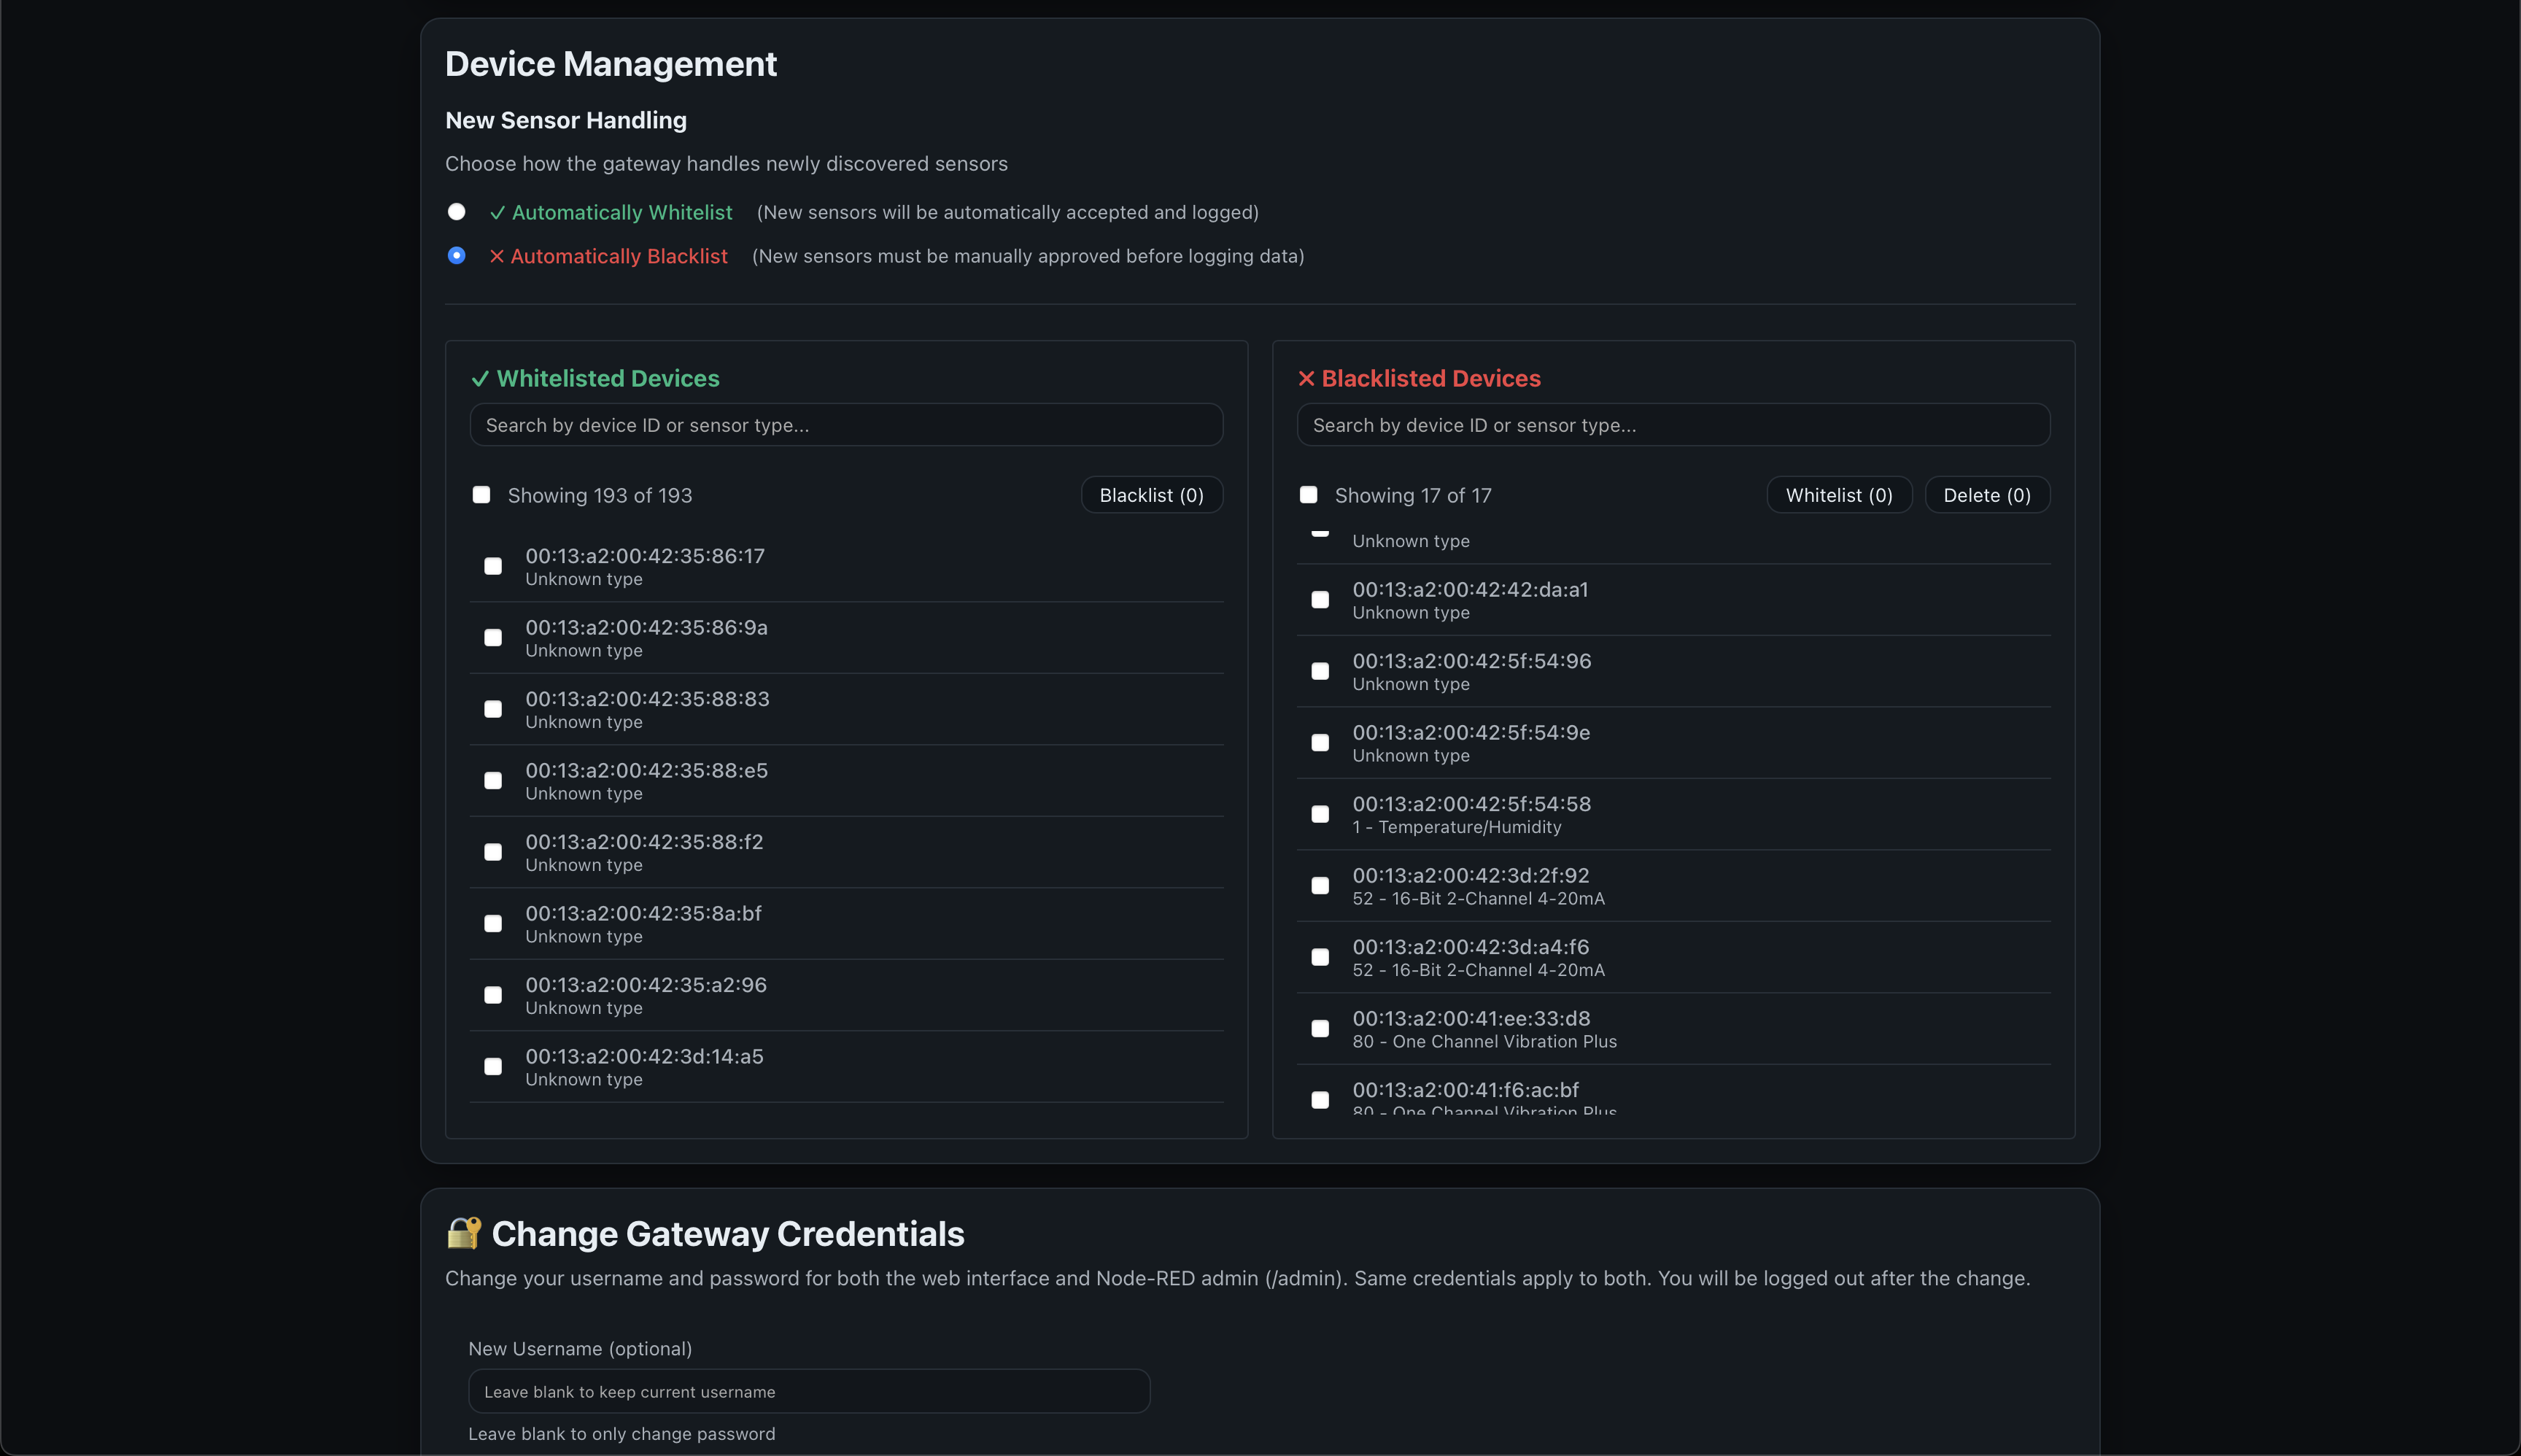 Device Management
New Sensor Handling
Choose how the gateway handles newly discovered sensors
✓ Automatically Whitelist (New sensors will be automatically accepted and logged)
✕ Automatically Blacklist (New sensors must be manually approved before logging data)
✓ Whitelisted Devices
Search by device ID or sensor type...
Showing 193 of 193 Blacklist (0)
00:13:a2:00:42:35:86:17
Unknown type
00:13:a2:00:42:35:86:9a
Unknown type
00:13:a2:00:42:35:88:83
Unknown type
00:13:a2:00:42:35:88:e5
Unknown type
00:13:a2:00:42:35:88:f2
Unknown type
00:13:a2:00:42:35:8a:bf
Unknown type
00:13:a2:00:42:35:a2:96
Unknown type
00:13:a2:00:42:3d:14:a5
Unknown type
✕ Blacklisted Devices
Search by device ID or sensor type...
Showing 17 of 17 Whitelist (0) Delete (0)
Unknown type
00:13:a2:00:42:42:da:a1
Unknown type
00:13:a2:00:42:5f:54:96
Unknown type
00:13:a2:00:42:5f:54:9e
Unknown type
00:13:a2:00:42:5f:54:58
1 - Temperature/Humidity
00:13:a2:00:42:3d:2f:92
52 - 16-Bit 2-Channel 4-20mA
00:13:a2:00:42:3d:a4:f6
52 - 16-Bit 2-Channel 4-20mA
00:13:a2:00:41:ee:33:d8
80 - One Channel Vibration Plus
00:13:a2:00:41:f6:ac:bf
80 - One Channel Vibration Plus
🔐 Change Gateway Credentials
Change your username and password for both the web interface and Node-RED admin (/admin). Same credentials apply to both. You will be logged out after the change.
New Username (optional)
Leave blank to keep current username
Leave blank to only change password